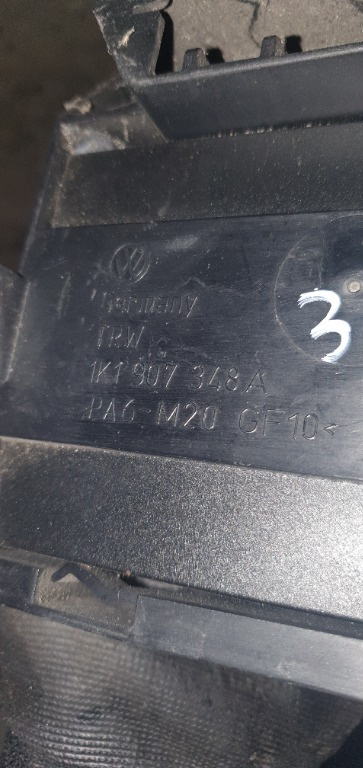 Germany
TRW
1K1 907 348 A
PA6-M20 GF10<
3